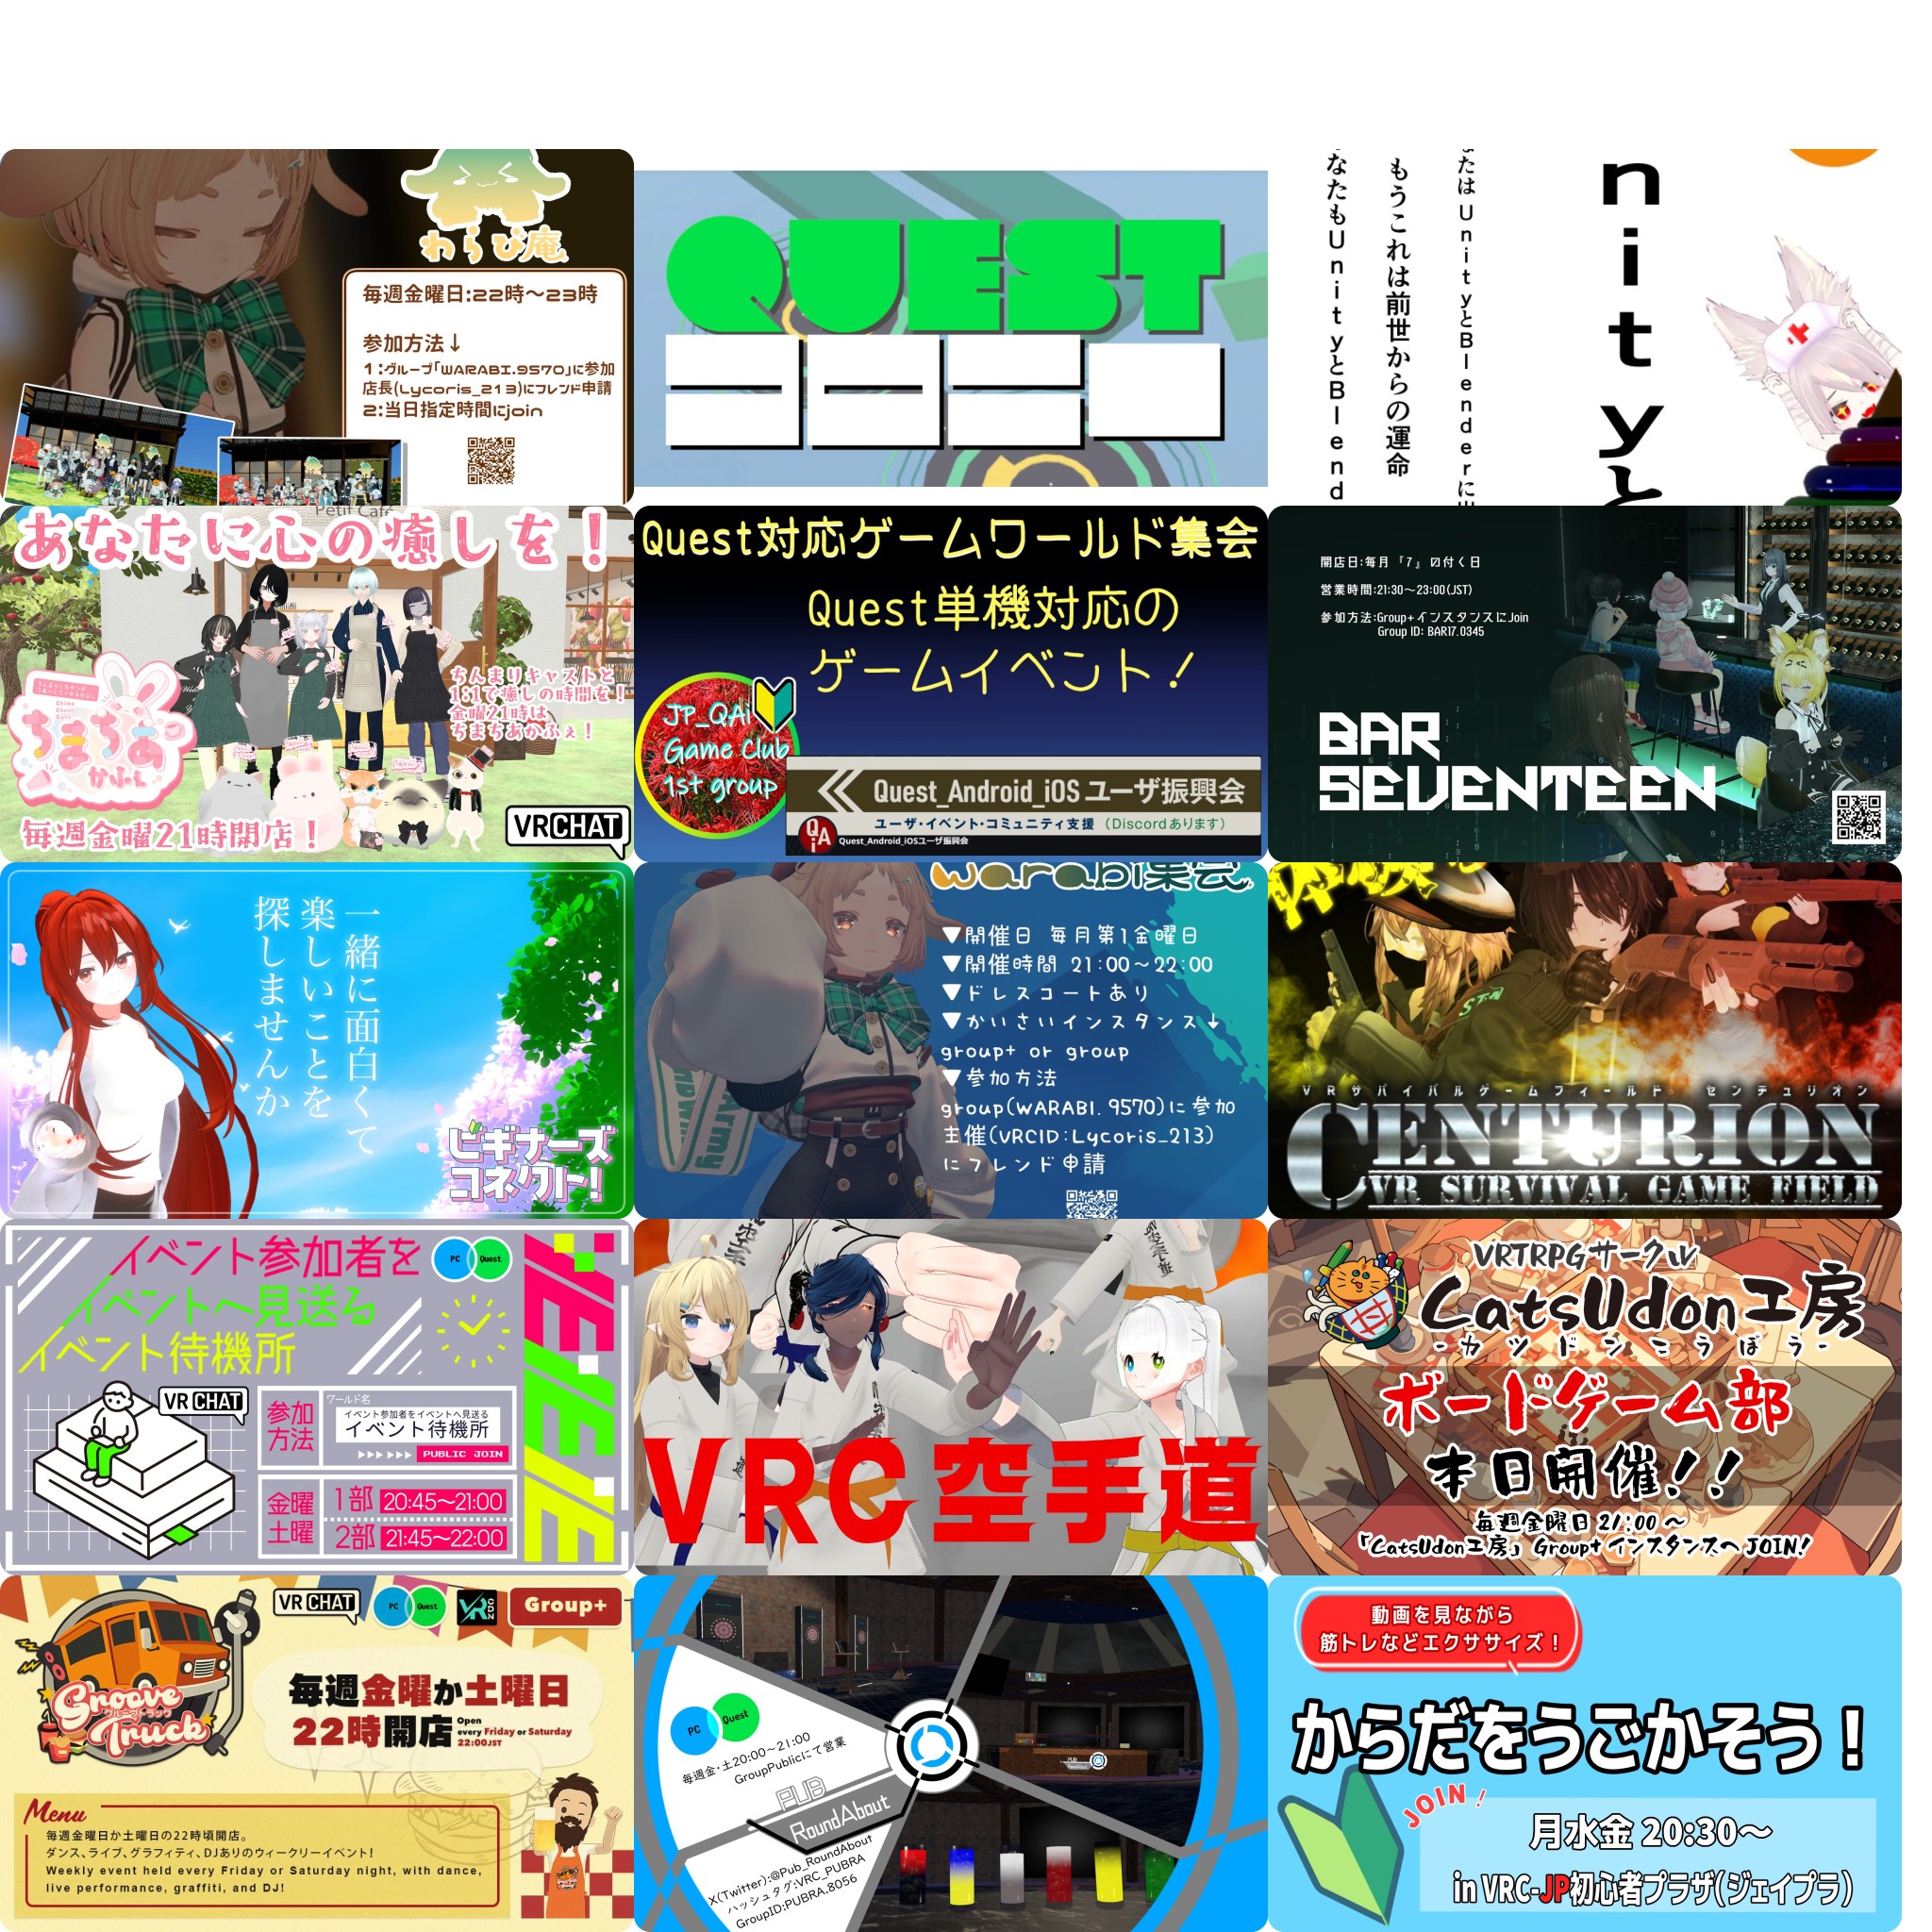 わらび庵
毎週金曜日:22時～23時
参加方法↓
1:グループ「WARABI.9570」に参加
店長(Lycoris_213)にフレンド申請
2:当日指定時間にjoin
QUEST
コロニー
nityと
たはUnityとBlenderに
もうこれは前世からの運命
なたもUnityとBlend
Petit Cafe
あなたに心の癒しを！
ちんまりキャストと
1:1で癒しの時間を！
金曜21時は
ちまちあかふぇ！
ちまちあ
かふぇ
毎週金曜21時開店！
VRCHAT
Quest対応ゲームワールド集会
Quest単機対応の
ゲームイベント！
JP_QAi
Game Club
1st group
Quest_Android_iOS ユーザ振興会
ユーザ・イベント・コミュニティ支援（Discordあります）
QAi
Quest_Android_iOSユーザ振興会
開店日:毎月『7』の付く日
営業時間:21:30～23:00(JST)
参加方法:Group+インスタンスにJoin
Group ID: BAR17.0345
BAR
SEVENTEEN
一緒に面白くて
楽しいことを
探しませんか
ビギナーズ
コネクト！
warabi集会
▼開催日 毎月第1金曜日
▼開催時間 21:00～22:00
▼ドレスコートあり
▼かいさいインスタンス↓
group+ or group
▼参加方法
group(WARABI.9570)に参加
主催(VRCID:Lycoris_213)
にフレンド申請
VRサバイバルゲームフィールド センチュリオン
CENTURION
VR SURVIVAL GAME FIELD
イベント参加者を
イベントへ見送る
イベント待機所
PC Quest
VRCHAT
参加
方法
ワールド名
イベント参加者をイベントへ見送る
イベント待機所
PUBLIC JOIN
金曜
土曜
1部 20:45～21:00
2部 21:45～22:00
VRC空手道
VRTRPGサークル
CatsUdon工房
-カツドンこうぼう-
ボードゲーム部
本日開催!!
毎週金曜日 21:00～
「CatsUdon工房」Group+インスタンスへJOIN!
Groove
グルーヴトラック
Truck
VRCHAT
PC Quest
Group+
毎週金曜か土曜日
22時開店
Open
every Friday or Saturday
22:00JST
Menu
毎週金曜日か土曜日の22時頃開店。
ダンス、ライブ、グラフィティ、DJありのウィークリーイベント！
Weekly event held every Friday or Saturday night, with dance,
live performance, graffiti, and DJ!
PC Quest
毎週金・土20:00～21:00
GroupPublicにて営業
PUB
RoundAbout
X(Twitter):@Pub_RoundAbout
ハッシュタグ:VRC_PUBRA
GroupID:PUBRA.8056
動画を見ながら
筋トレなどエクササイズ！
からだをうごかそう！
JOIN！
月水金 20:30～
in VRC-JP初心者プラザ(ジェイプラ)